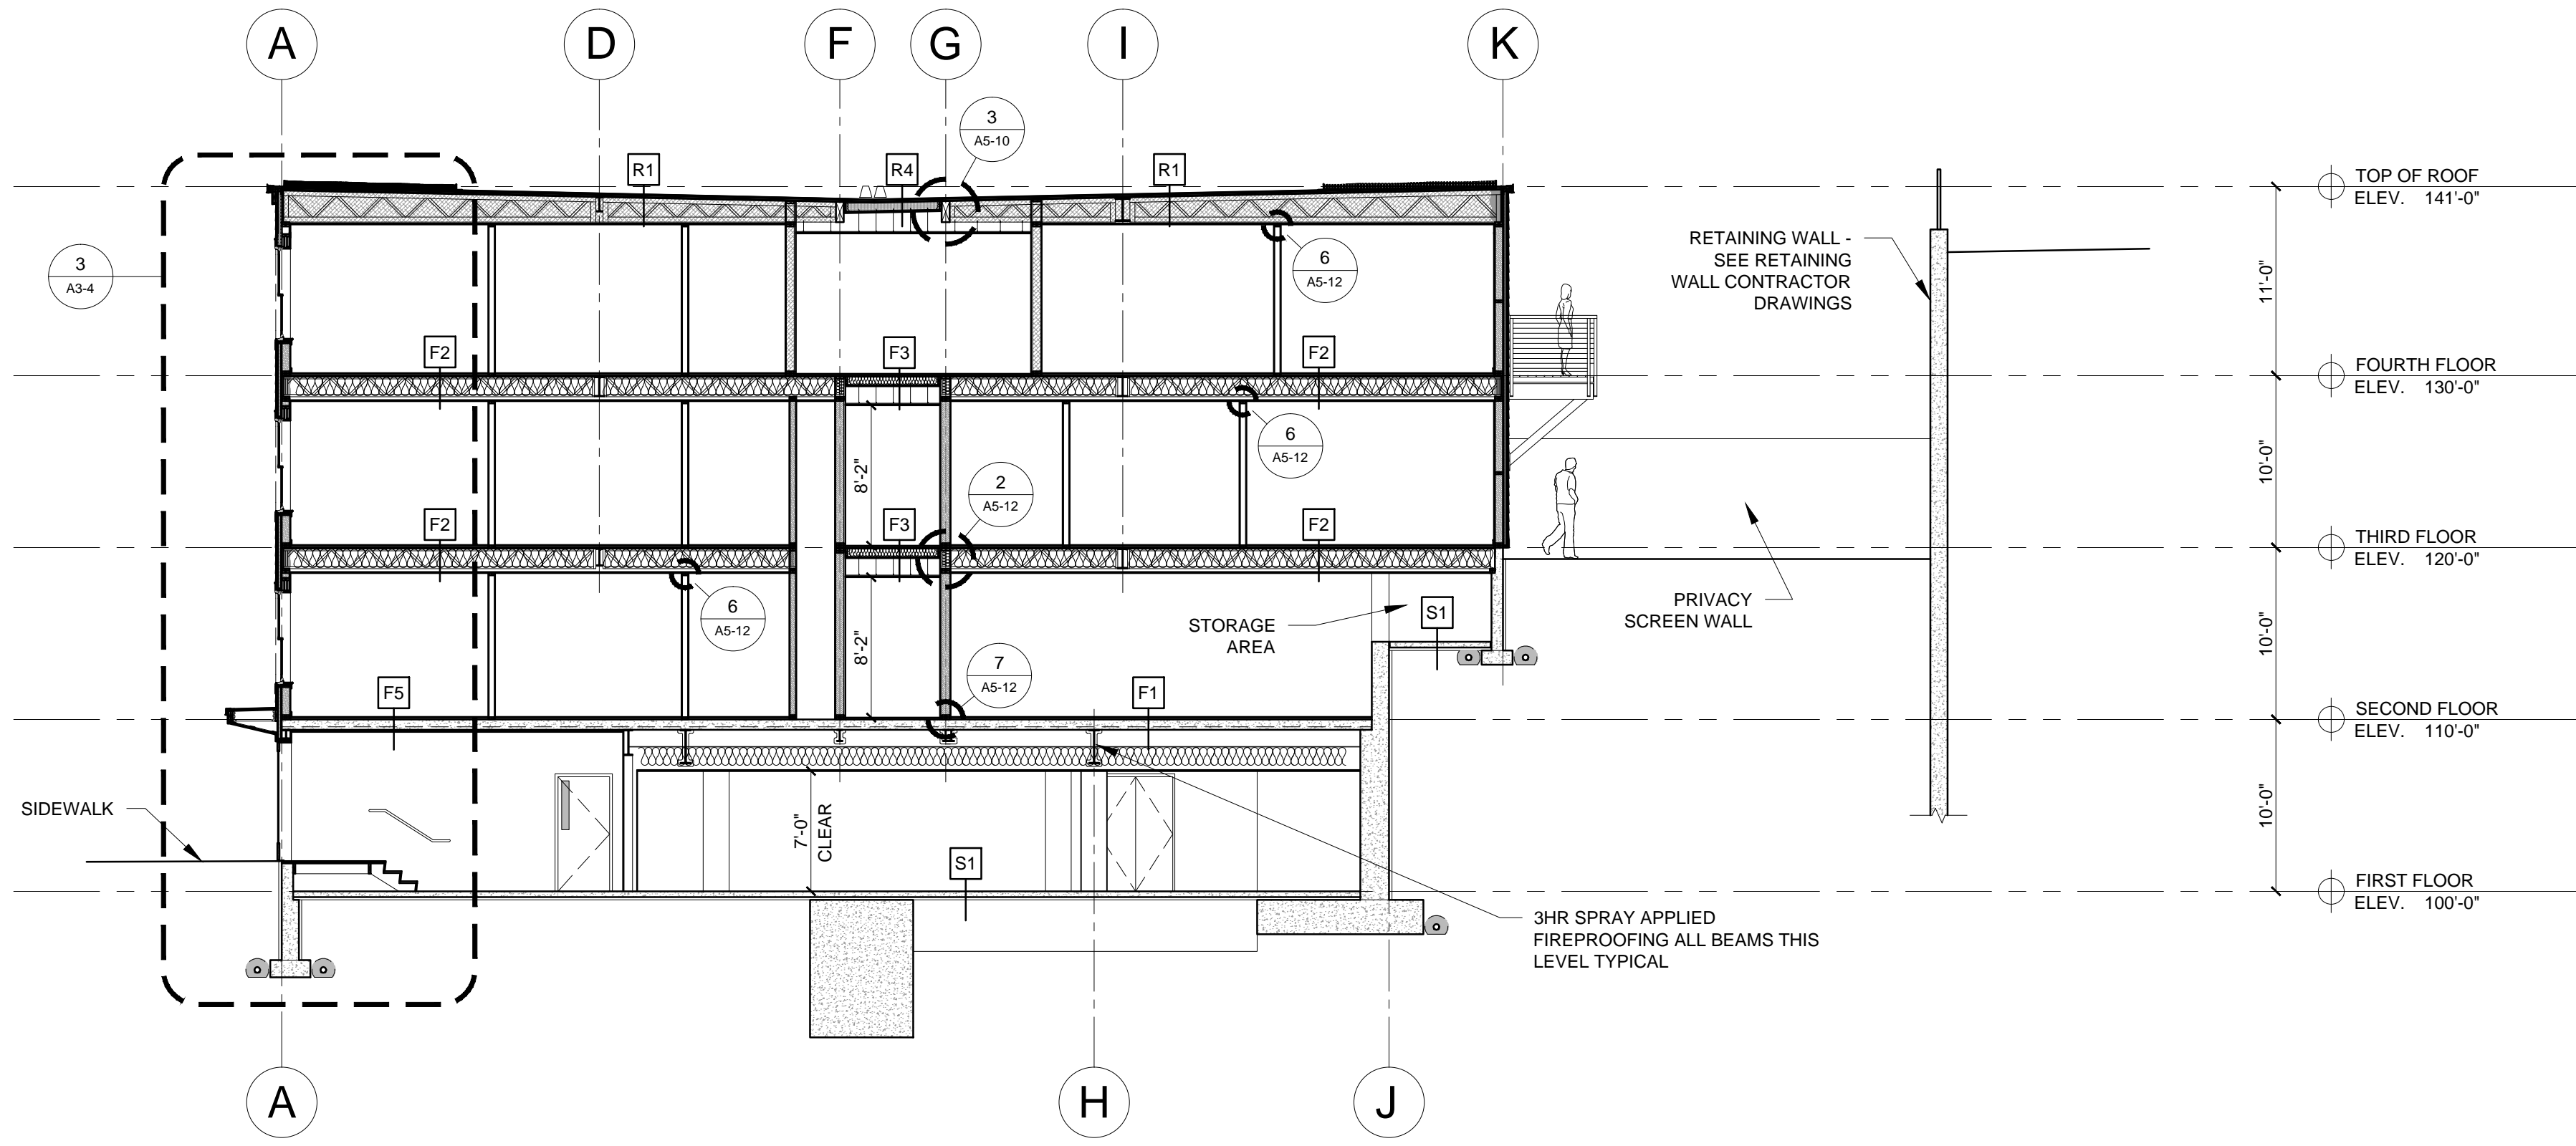 A
D
F
G
I
K
3
A5-10
R1
R4
R1
TOP OF ROOF
ELEV. 141'-0"
3
A3-4
6
A5-12
RETAINING WALL -
SEE RETAINING
WALL CONTRACTOR
DRAWINGS
11'-0"
F2
F3
F2
FOURTH FLOOR
ELEV. 130'-0"
6
A5-12
8'-2"
10'-0"
2
A5-12
F2
F3
F2
THIRD FLOOR
ELEV. 120'-0"
6
A5-12
8'-2"
STORAGE
AREA
S1
PRIVACY
SCREEN WALL
10'-0"
7
A5-12
F5
F1
SECOND FLOOR
ELEV. 110'-0"
SIDEWALK
7'-0"
CLEAR
S1
10'-0"
FIRST FLOOR
ELEV. 100'-0"
3HR SPRAY APPLIED
FIREPROOFING ALL BEAMS THIS
LEVEL TYPICAL
A
H
J